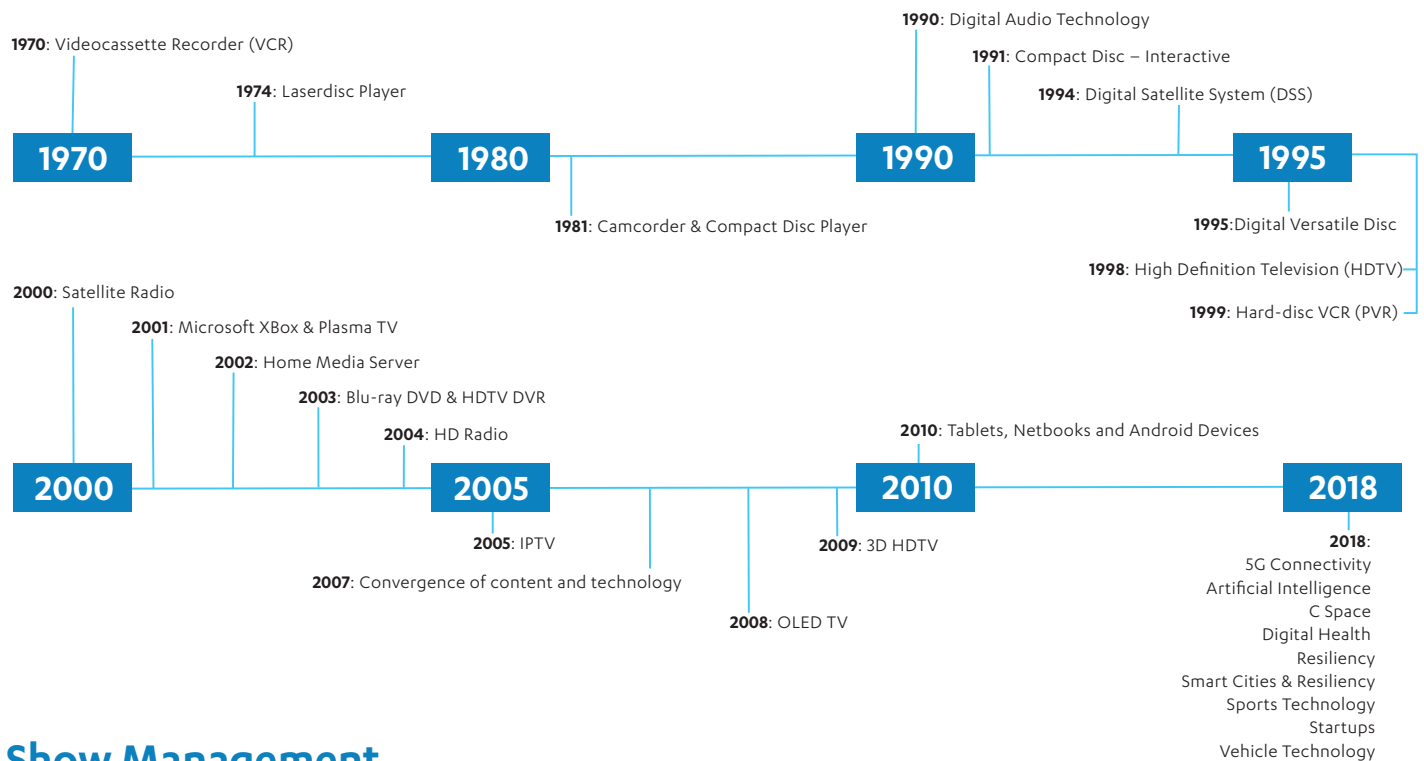 1990: Digital Audio Technology
1970: Videocassette Recorder (VCR)
1991: Compact Disc – Interactive
1974: Laserdisc Player
1994: Digital Satellite System (DSS)
1970
1980
1990
1995
1981: Camcorder & Compact Disc Player
1995:Digital Versatile Disc
1998: High Definition Television (HDTV)
1999: Hard-disc VCR (PVR)
2000: Satellite Radio
2001: Microsoft XBox & Plasma TV
2002: Home Media Server
2003: Blu-ray DVD & HDTV DVR
2004: HD Radio
2010: Tablets, Netbooks and Android Devices
2000
2005
2010
2018
2005: IPTV
2009: 3D HDTV
2007: Convergence of content and technology
2008: OLED TV
2018:
5G Connectivity
Artificial Intelligence
C Space
Digital Health
Resiliency
Smart Cities & Resiliency
Sports Technology
Startups
Vehicle Technology
Show Management